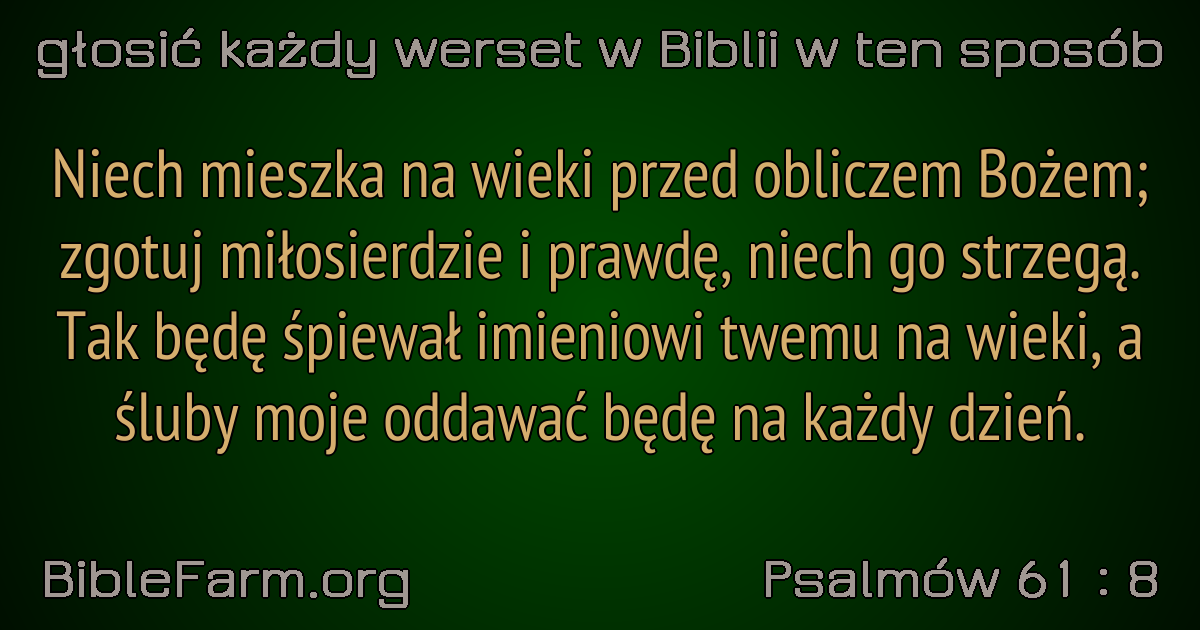 głosić każdy werset w Biblii w ten sposób
Niech mieszka na wieki przed obliczem Bożem;
zgotuj miłosierdzie i prawdę, niech go strzegą.
Tak będę śpiewał imieniowi twemu na wieki, a
śluby moje oddawać będę na każdy dzień.
BibleFarm.org
Psalmów 61 : 8